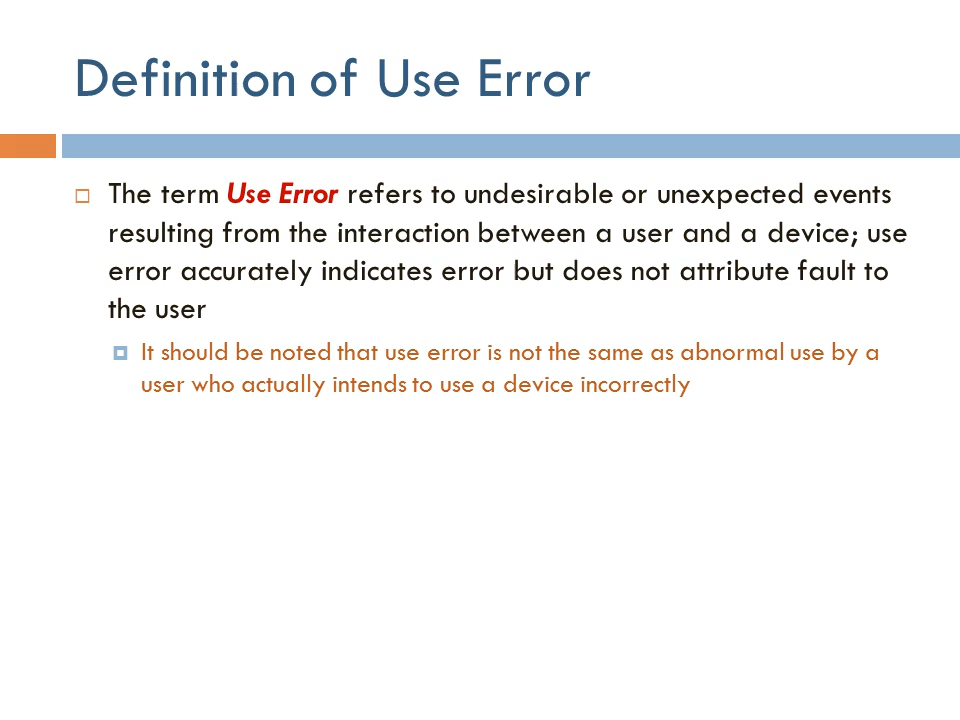 Definition of Use Error
The term Use Error refers to undesirable or unexpected events
resulting from the interaction between a user and a device; use
error accurately indicates error but does not attribute fault to
the user
It should be noted that use error is not the same as abnormal use by a
user who actually intends to use a device incorrectly